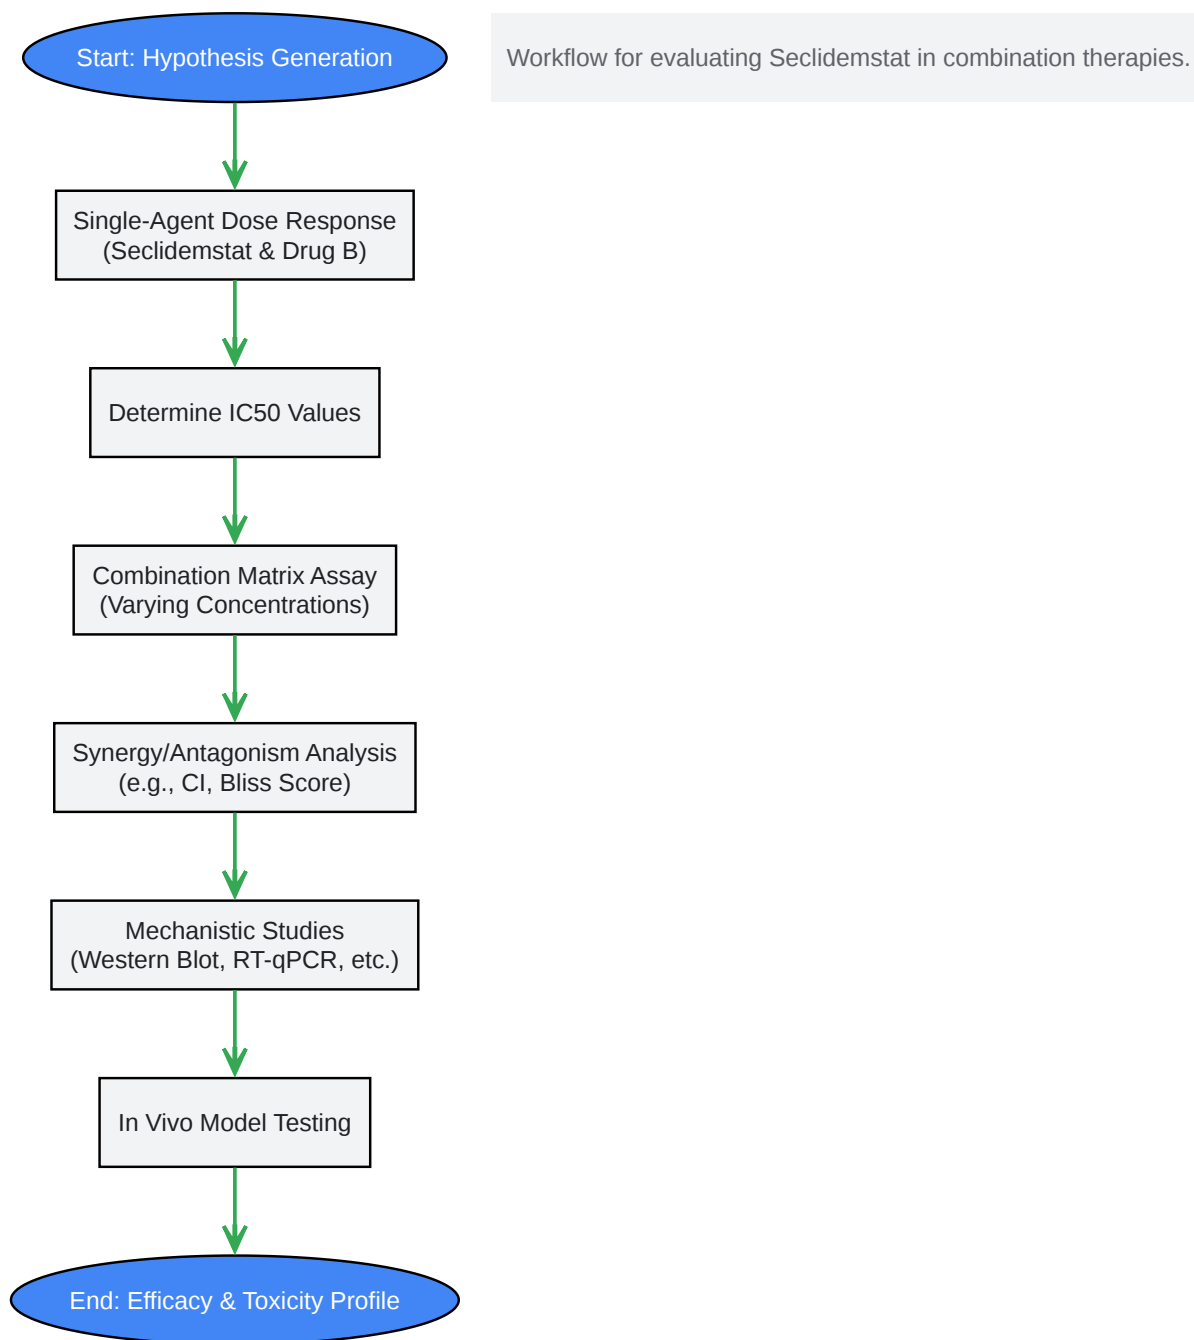 Start: Hypothesis Generation
Workflow for evaluating Seclidemstat in combination therapies.
Single-Agent Dose Response
(Seclidemstat & Drug B)
Determine IC50 Values
Combination Matrix Assay
(Varying Concentrations)
Synergy/Antagonism Analysis
(e.g., CI, Bliss Score)
Mechanistic Studies
(Western Blot, RT-qPCR, etc.)
In Vivo Model Testing
End: Efficacy & Toxicity Profile